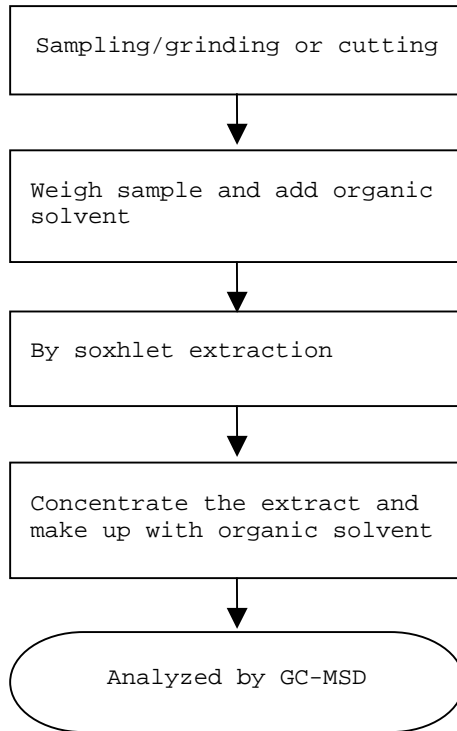 Sampling/grinding or cutting
Weigh sample and add organic
solvent
By soxhlet extraction
Concentrate the extract and
make up with organic solvent
Analyzed by GC-MSD